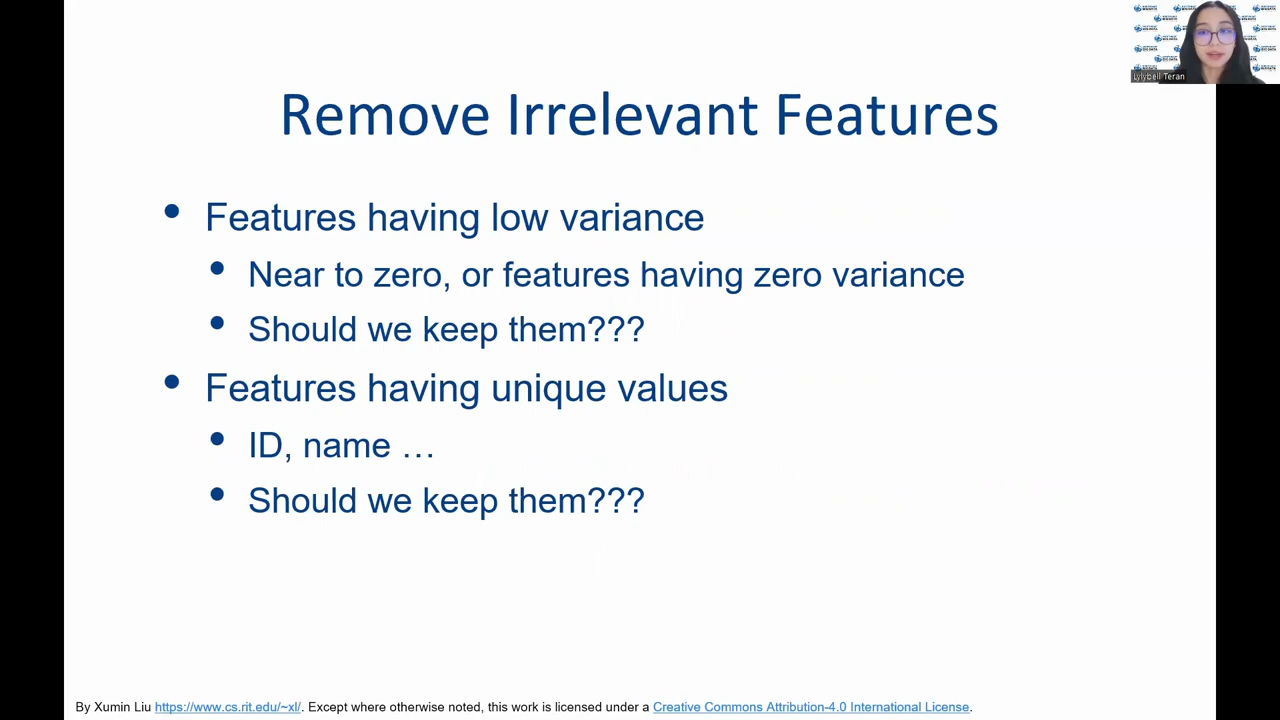 Lylybell Teran
Remove Irrelevant Features
• Features having low variance
• Near to zero, or features having zero variance
• Should we keep them???
• Features having unique values
• ID, name …
• Should we keep them???
By Xumin Liu https://www.cs.rit.edu/~xl/. Except where otherwise noted, this work is licensed under a Creative Commons Attribution-4.0 International License.